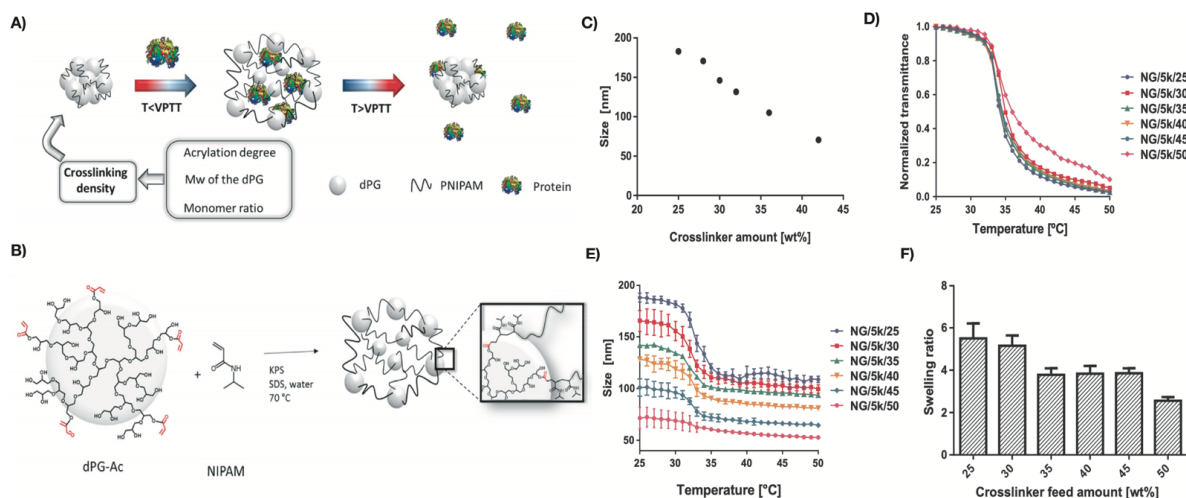 A)
T<VPTT
T>VPTT
Crosslinking
density
Acrylation degree
Mw of the dPG
Monomer ratio
dPG
PNIPAM
Protein
B)
dPG-Ac
+
NIPAM
KPS
SDS, water
70 °C
C)
Size [nm]
200
150
100
50
0
20
25
30
35
40
45
Crosslinker amount [wt%]
D)
Normalized transmittance
1.0
0.8
0.6
0.4
0.2
0.0
25
30
35
40
45
50
Temperature [ºC]
NG/5k/25
NG/5k/30
NG/5k/35
NG/5k/40
NG/5k/45
NG/5k/50
E)
Size [nm]
200
150
100
50
25
30
35
40
45
50
Temperature [ºC]
NG/5k/25
NG/5k/30
NG/5k/35
NG/5k/40
NG/5k/45
NG/5k/50
F)
Swelling ratio
8
6
4
2
0
25
30
35
40
45
50
Crosslinker feed amount [wt%]